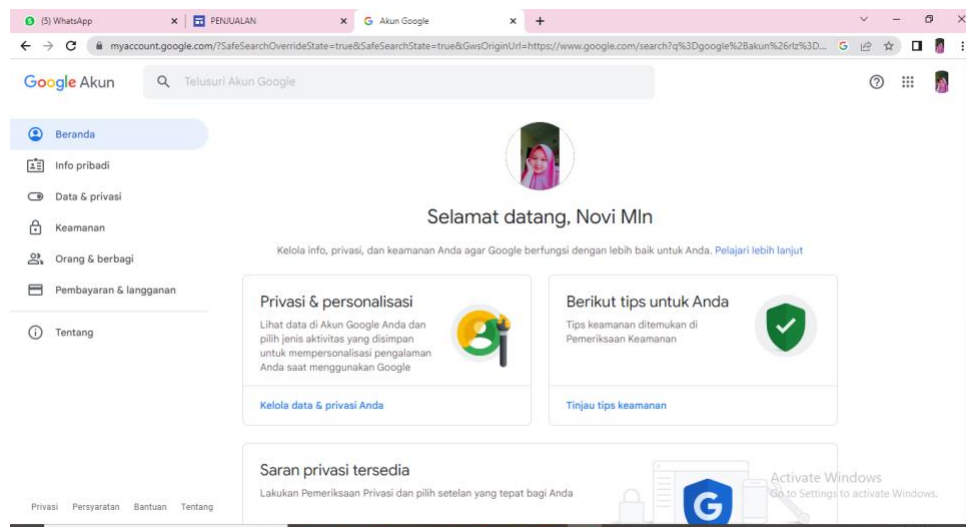 (5) WhatsApp
PENJUALAN
Akun Google
myaccount.google.com/?SafeSearchOverrideState=true&SafeSearchState=true&GwsOriginUrl=https://www.google.com/search?q%3Dgoogle%2Bakun%26rlz%3D...
Google Akun
Telusuri Akun Google
Beranda
Info pribadi
Data & privasi
Keamanan
Orang & berbagi
Pembayaran & langganan
Tentang
Selamat datang, Novi Mln
Kelola info, privasi, dan keamanan Anda agar Google berfungsi dengan lebih baik untuk Anda. Pelajari lebih lanjut
Privasi & personalisasi
Lihat data di Akun Google Anda dan
pilih jenis aktivitas yang disimpan
untuk mempersonalisasi pengalaman
Anda saat menggunakan Google
Kelola data & privasi Anda
Berikut tips untuk Anda
Tips keamanan ditemukan di
Pemeriksaan Keamanan
Tinjau tips keamanan
Saran privasi tersedia
Lakukan Pemeriksaan Privasi dan pilih setelan yang tepat bagi Anda
Activate Windows
Go to Settings to activate Windows.
Privasi Persyaratan Bantuan Tentang